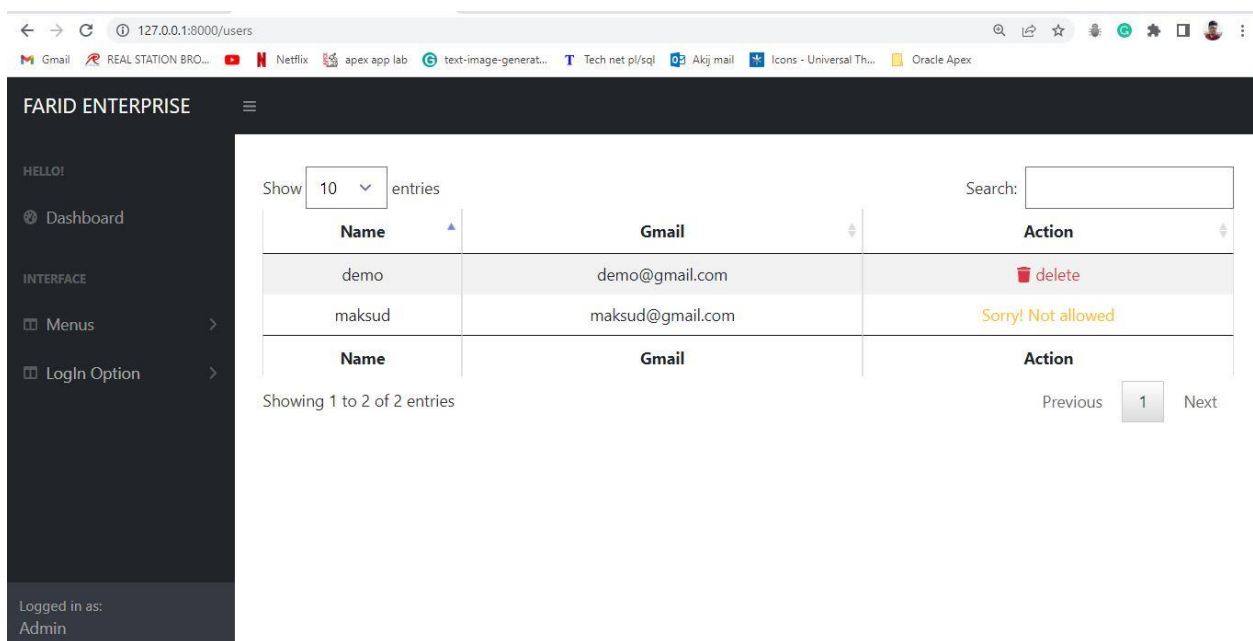 127.0.0.1:8000/users
Gmail REAL STATION BRO... Netflix apex app lab text-image-generat... Tech net pl/sql Akij mail Icons - Universal Th... Oracle Apex
FARID ENTERPRISE
HELLO!
Dashboard
INTERFACE
Menus
LogIn Option
Logged in as:
Admin
Show 10 entries Search:
Name Gmail Action
demo demo@gmail.com delete
maksud maksud@gmail.com Sorry! Not allowed
Name Gmail Action
Showing 1 to 2 of 2 entries Previous 1 Next